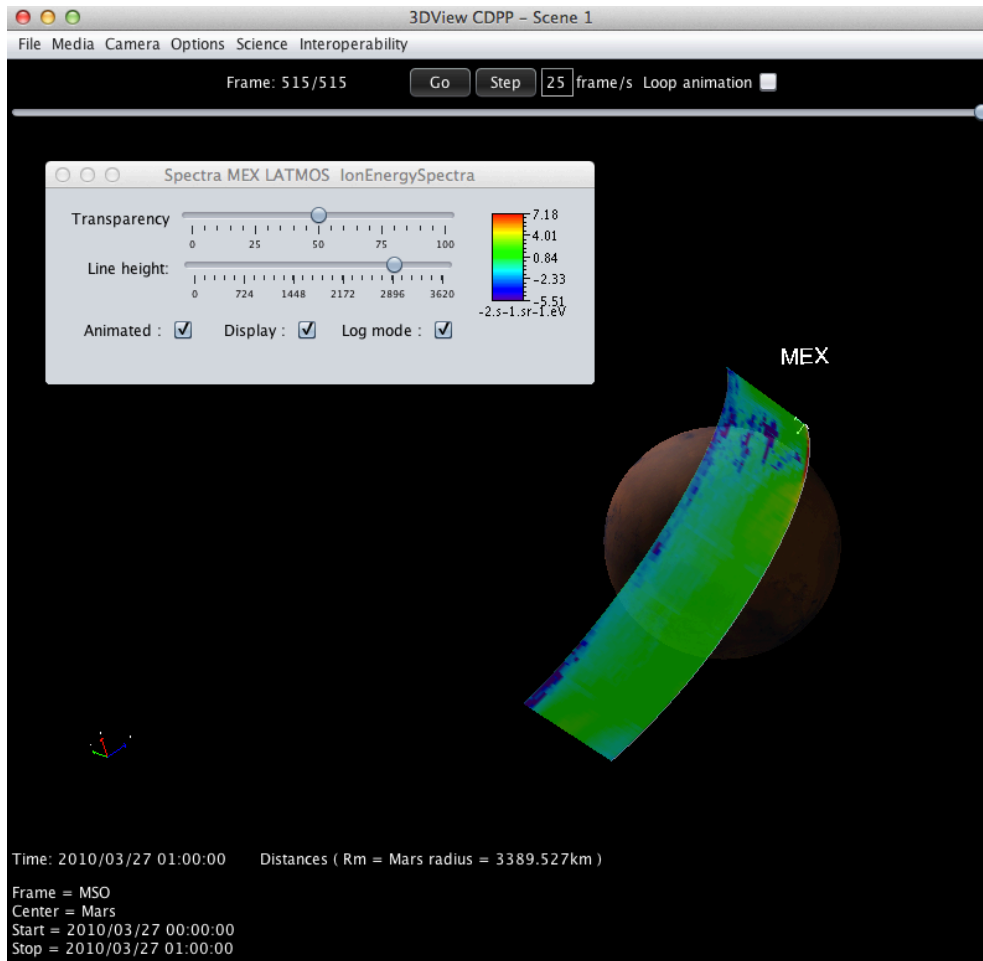 3DView CDPP – Scene 1
File Media Camera Options Science Interoperability
Frame: 515/515 Go Step 25 frame/s Loop animation
Spectra MEX LATMOS IonEnergySpectra
Transparency
0 25 50 75 100
Line height:
0 724 1448 2172 2896 3620
7.18
4.01
0.84
-2.33
-5.51
-2.s-1.sr-1.eV
Animated : Display : Log mode :
MEX
Time: 2010/03/27 01:00:00 Distances ( Rm = Mars radius = 3389.527km )
Frame = MSO
Center = Mars
Start = 2010/03/27 00:00:00
Stop = 2010/03/27 01:00:00